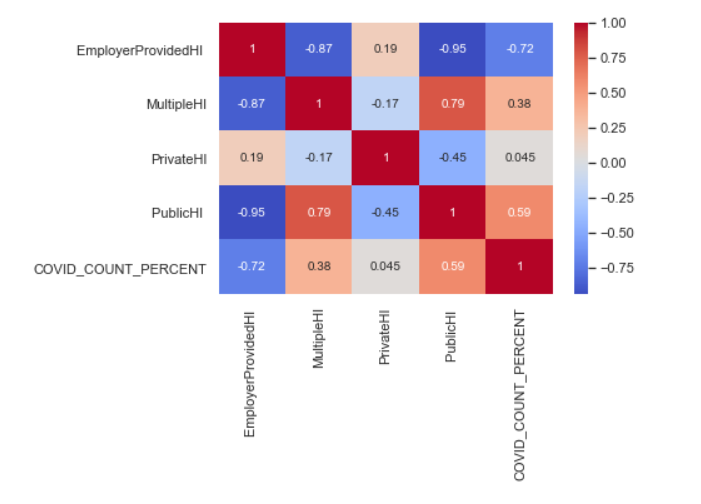 EmployerProvidedHI 1 -0.87 0.19 -0.95 -0.72
MultipleHI -0.87 1 -0.17 0.79 0.38
PrivateHI 0.19 -0.17 1 -0.45 0.045
PublicHI -0.95 0.79 -0.45 1 0.59
COVID_COUNT_PERCENT -0.72 0.38 0.045 0.59 1
EmployerProvidedHI
MultipleHI
PrivateHI
PublicHI
COVID_COUNT_PERCENT
1.00
0.75
0.50
0.25
0.00
−0.25
−0.50
−0.75